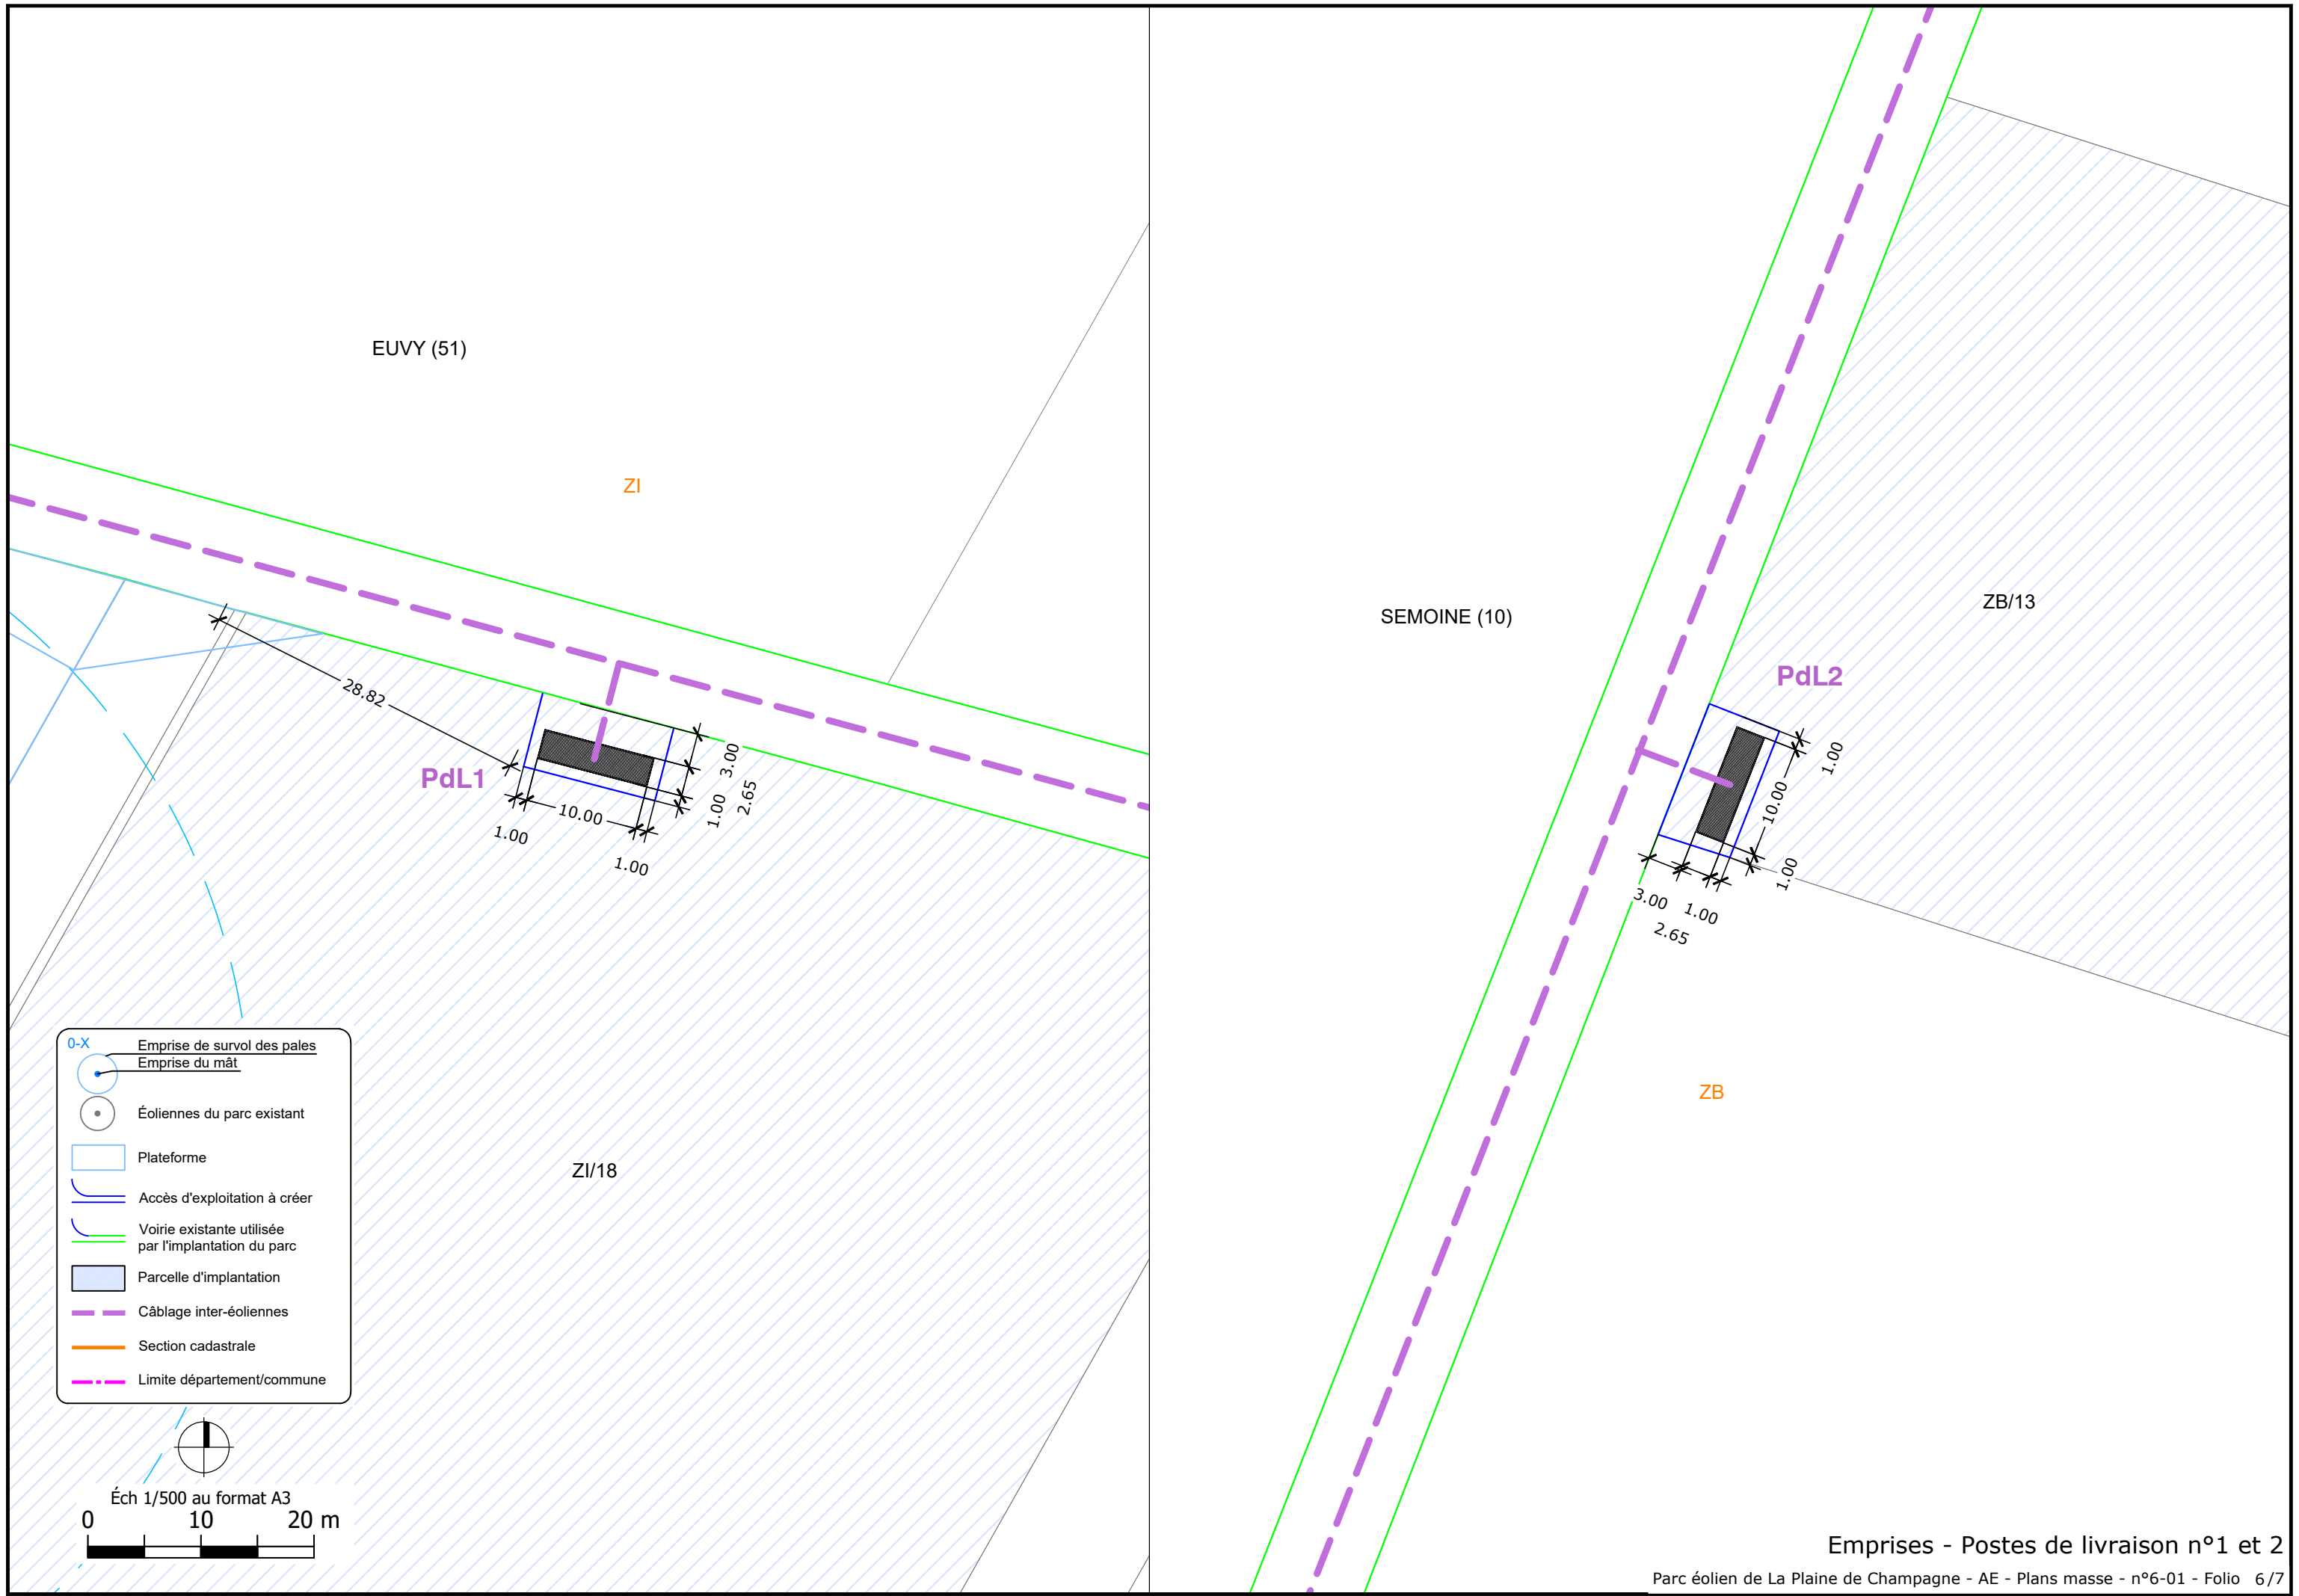 EUVY (51)
ZI
28.82
PdL1
3.00
1.00
2.65
10.00
1.00
1.00
ZI/18
SEMOINE (10)
ZB/13
PdL2
1.00
10.00
1.00
3.00
1.00
2.65
ZB
0-X
Emprise de survol des pales
Emprise du mât
Éoliennes du parc existant
Plateforme
Accès d'exploitation à créer
Voirie existante utilisée
par l'implantation du parc
Parcelle d'implantation
Câblage inter-éoliennes
Section cadastrale
Limite département/commune
Éch 1/500 au format A3
0 10 20 m
Emprises - Postes de livraison n°1 et 2
Parc éolien de La Plaine de Champagne - AE - Plans masse - n°6-01 - Folio 6/7